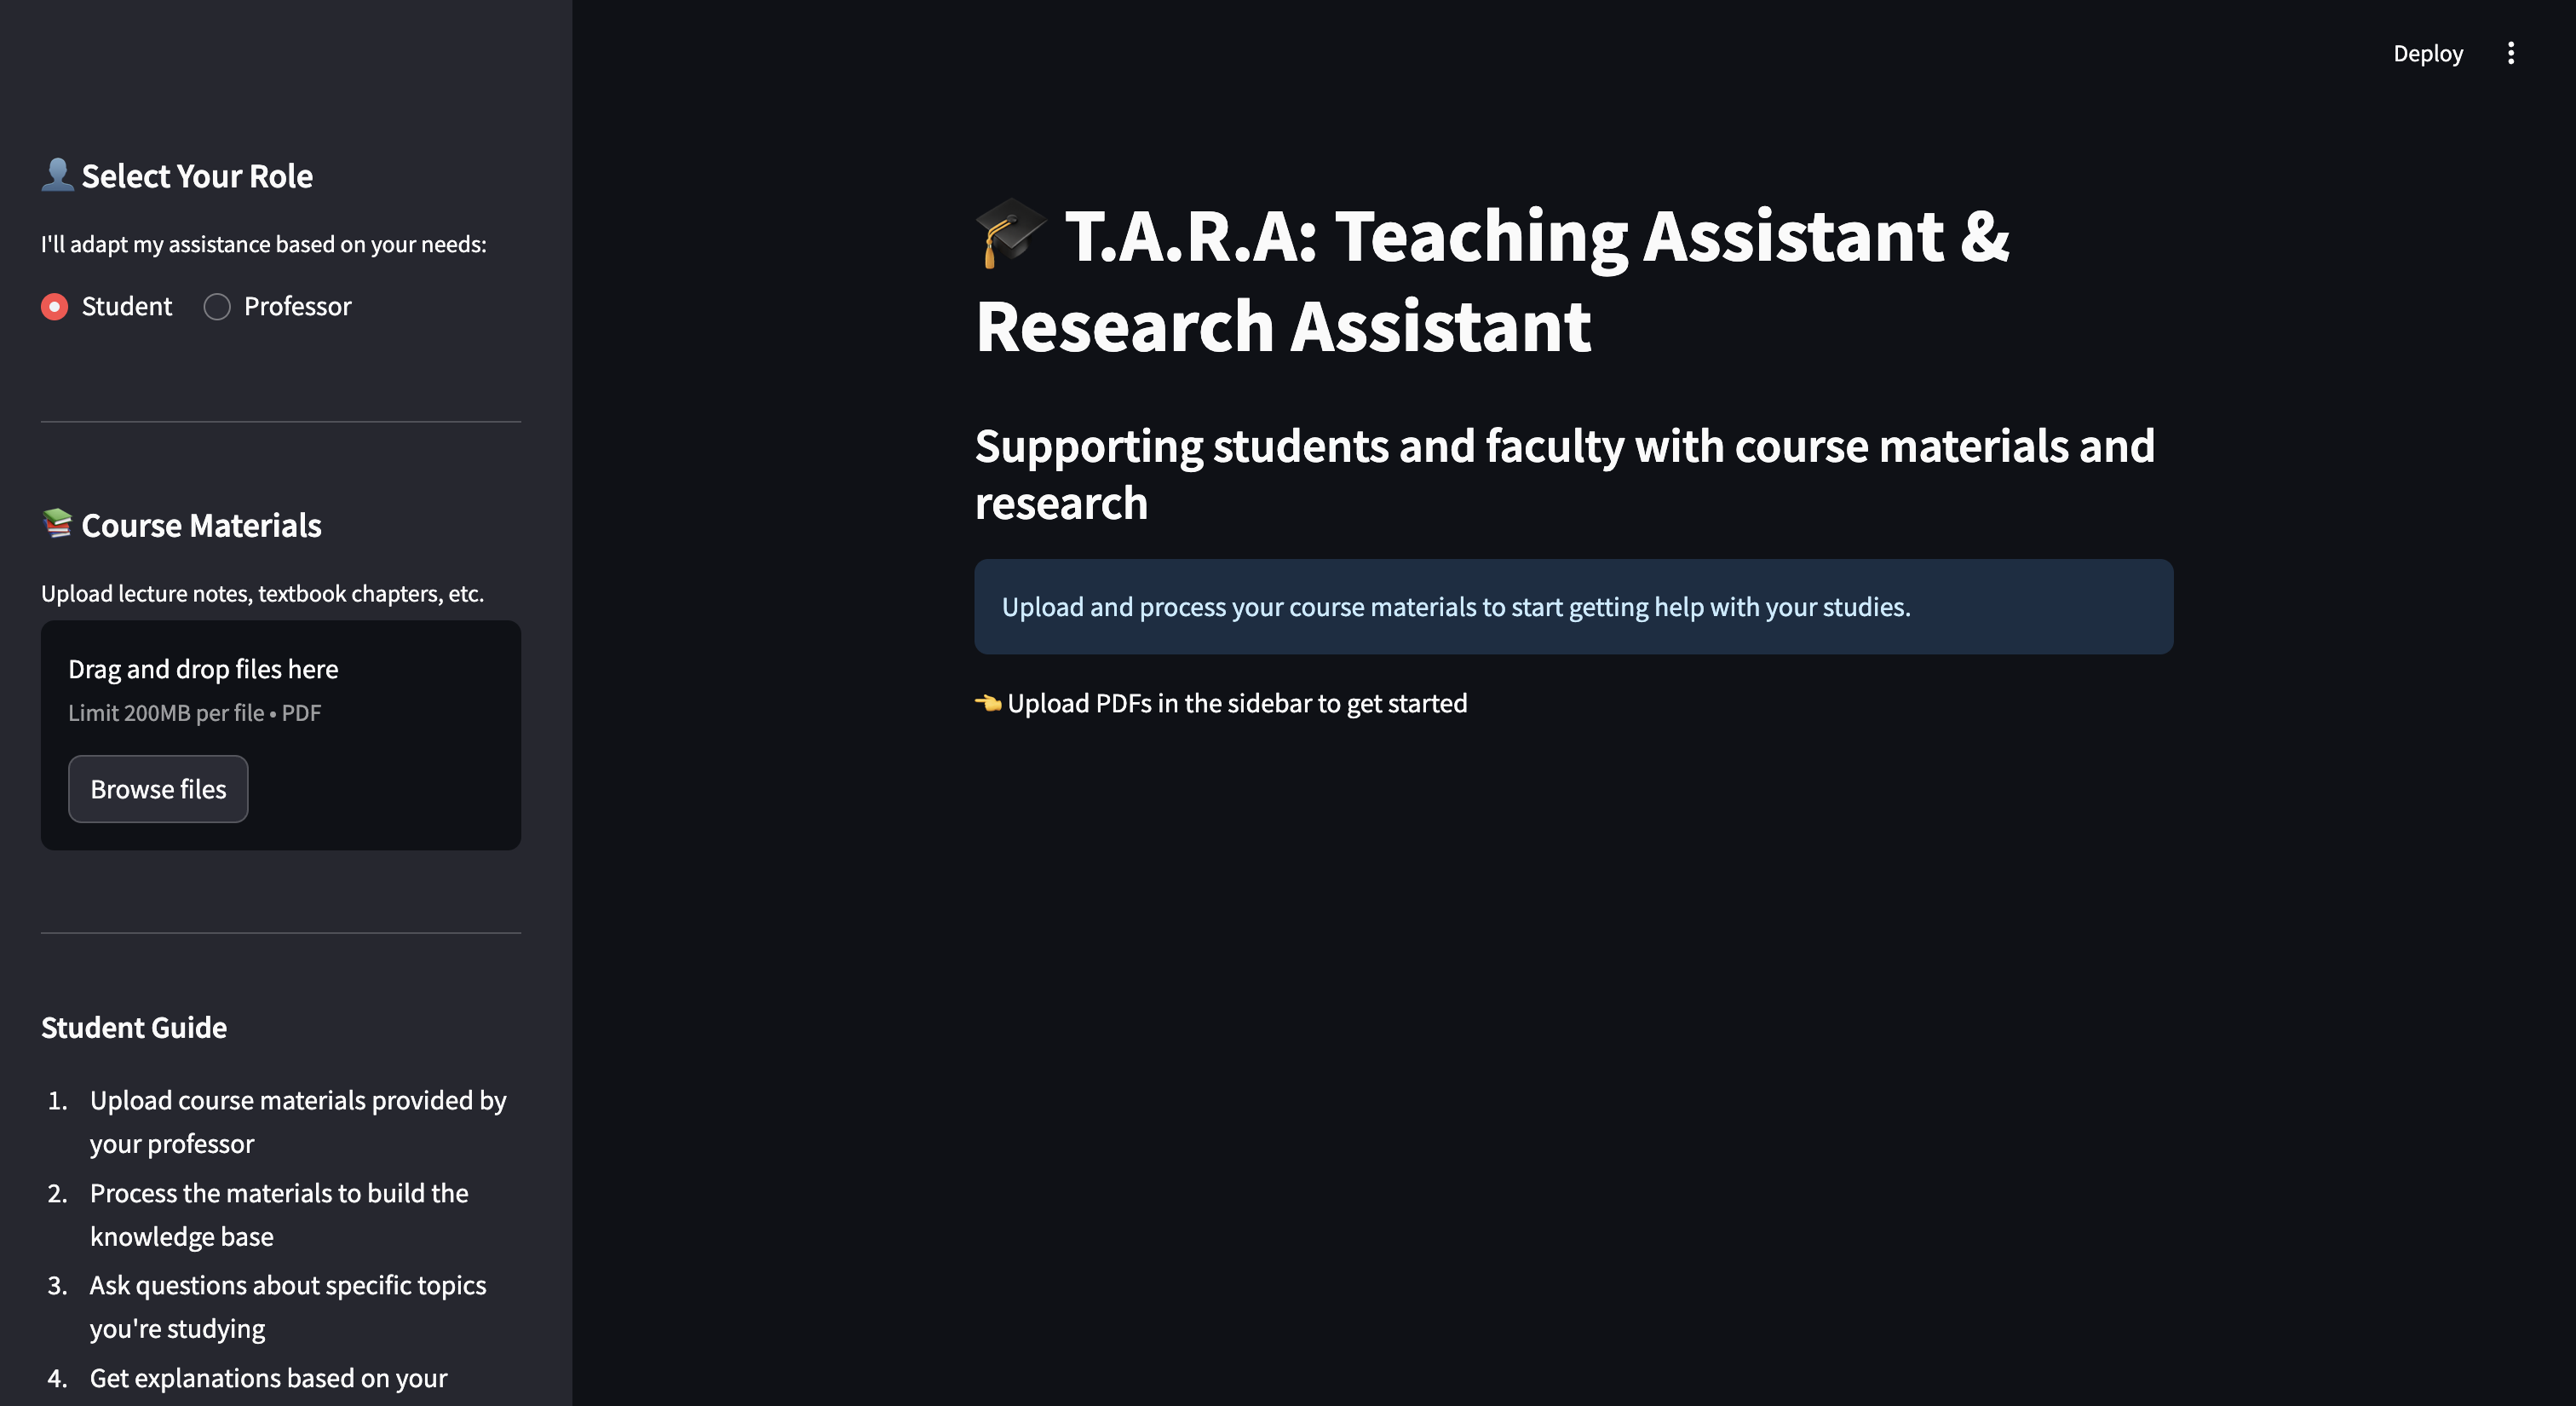 Deploy
👤 Select Your Role
I'll adapt my assistance based on your needs:
Student
Professor
📚 Course Materials
Upload lecture notes, textbook chapters, etc.
Drag and drop files here
Limit 200MB per file • PDF
Browse files
Student Guide
1. Upload course materials provided by
your professor
2. Process the materials to build the
knowledge base
3. Ask questions about specific topics
you're studying
4. Get explanations based on your
🎓 T.A.R.A: Teaching Assistant &
Research Assistant
Supporting students and faculty with course materials and
research
Upload and process your course materials to start getting help with your studies.
👈 Upload PDFs in the sidebar to get started